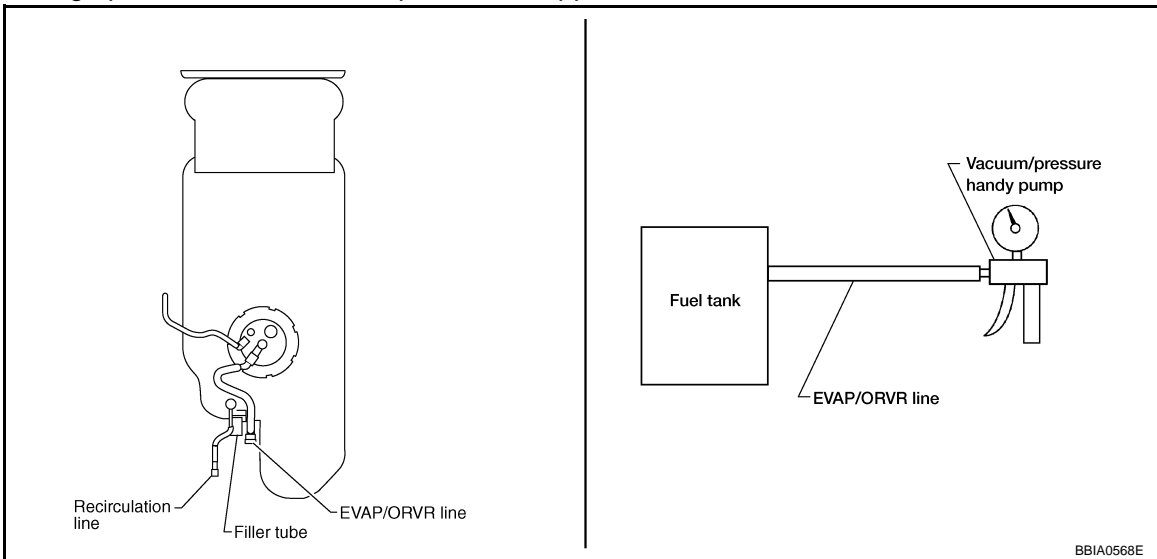 Recirculation
line
Filler tube
EVAP/ORVR line
Vacuum/pressure
handy pump
Fuel tank
EVAP/ORVR line
BBIA0568E